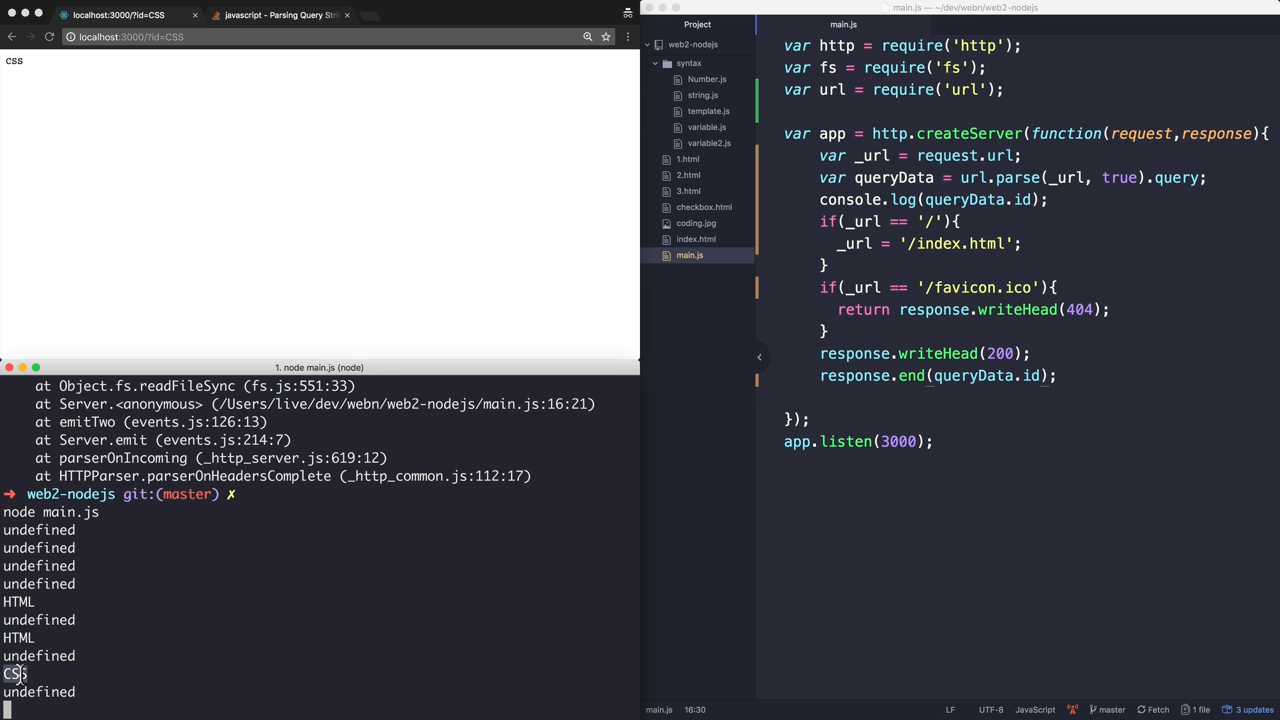 localhost:3000/?id=CSS
javascript - Parsing Query Stri
localhost:3000/?id=CSS
CSS
1. node main.js (node)
at Object.fs.readFileSync (fs.js:551:33)
at Server.<anonymous> (/Users/live/dev/webn/web2-nodejs/main.js:16:21)
at emitTwo (events.js:126:13)
at Server.emit (events.js:214:7)
at parserOnIncoming (_http_server.js:619:12)
at HTTPParser.parserOnHeadersComplete (_http_common.js:112:17)
➜ web2-nodejs git:(master) ✗
node main.js
undefined
undefined
undefined
undefined
HTML
undefined
HTML
undefined
CSS
undefined
main.js — ~/dev/webn/web2-nodejs
Project
web2-nodejs
syntax
Number.js
string.js
template.js
variable.js
variable2.js
1.html
2.html
3.html
checkbox.html
coding.jpg
index.html
main.js
main.js
var http = require('http');
var fs = require('fs');
var url = require('url');
var app = http.createServer(function(request,response){
var _url = request.url;
var queryData = url.parse(_url, true).query;
console.log(queryData.id);
if(_url == '/'){
_url = '/index.html';
}
if(_url == '/favicon.ico'){
return response.writeHead(404);
}
response.writeHead(200);
response.end(queryData.id);
});
app.listen(3000);
main.js 16:30 LF UTF-8 JavaScript master Fetch 1 file 3 updates